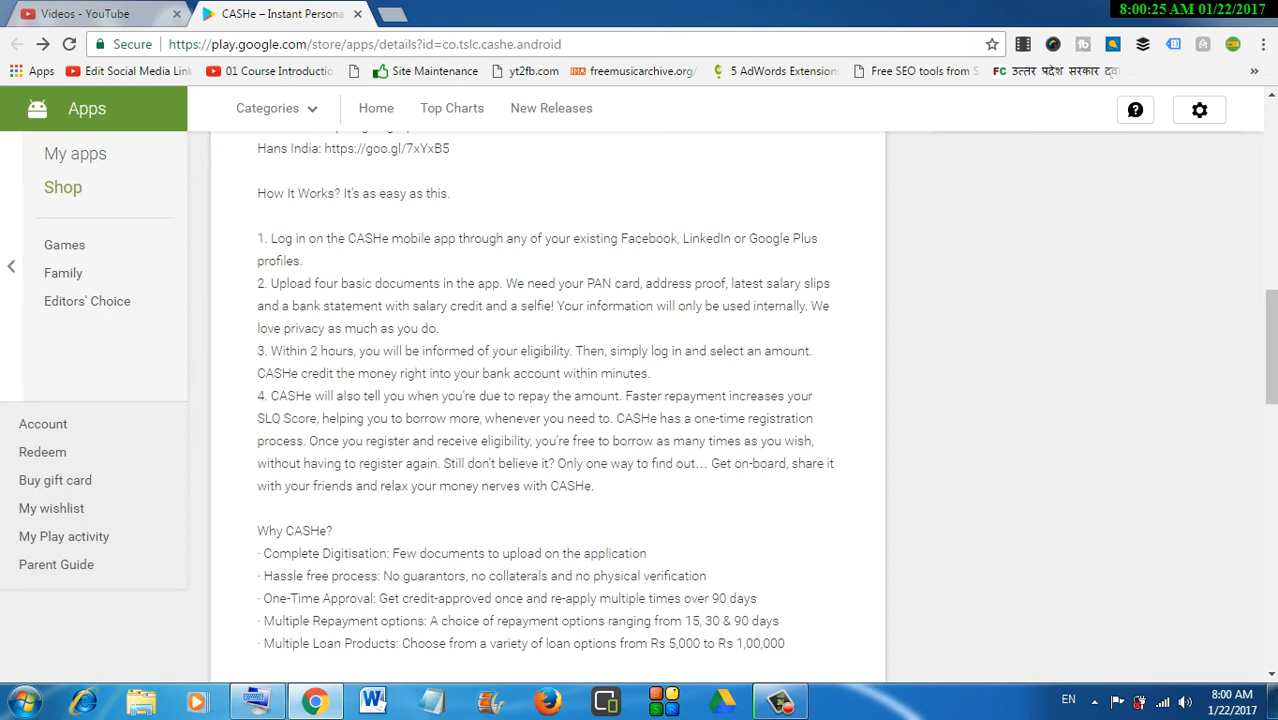 8:00:25 AM 01/22/2017
Videos - YouTube
CASHe – Instant Persona
Secure
https://play.google.com/store/apps/details?id=co.tslc.cashe.android
Apps
Edit Social Media Link
01 Course Introductio
Site Maintenance
yt2fb.com
freemusicarchive.org/
5 AdWords Extension
Free SEO tools from S
FC उत्तर प्रदेश सरकार द्वा
»
Apps
Categories
Home
Top Charts
New Releases
My apps
Shop
Games
Family
Editors' Choice
Account
Redeem
Buy gift card
My wishlist
My Play activity
Parent Guide
Hans India: https://goo.gl/7xYxB5
How It Works? It's as easy as this.
1. Log in on the CASHe mobile app through any of your existing Facebook, LinkedIn or Google Plus
profiles.
2. Upload four basic documents in the app. We need your PAN card, address proof, latest salary slips
and a bank statement with salary credit and a selfie! Your information will only be used internally. We
love privacy as much as you do.
3. Within 2 hours, you will be informed of your eligibility. Then, simply log in and select an amount.
CASHe credit the money right into your bank account within minutes.
4. CASHe will also tell you when you're due to repay the amount. Faster repayment increases your
SLQ Score, helping you to borrow more, whenever you need to. CASHe has a one-time registration
process. Once you register and receive eligibility, you're free to borrow as many times as you wish,
without having to register again. Still don't believe it? Only one way to find out... Get on-board, share it
with your friends and relax your money nerves with CASHe.
Why CASHe?
· Complete Digitisation: Few documents to upload on the application
· Hassle free process: No guarantors, no collaterals and no physical verification
· One-Time Approval: Get credit-approved once and re-apply multiple times over 90 days
· Multiple Repayment options: A choice of repayment options ranging from 15, 30 & 90 days
· Multiple Loan Products: Choose from a variety of loan options from Rs 5,000 to Rs 1,00,000
EN
8:00 AM
1/22/2017